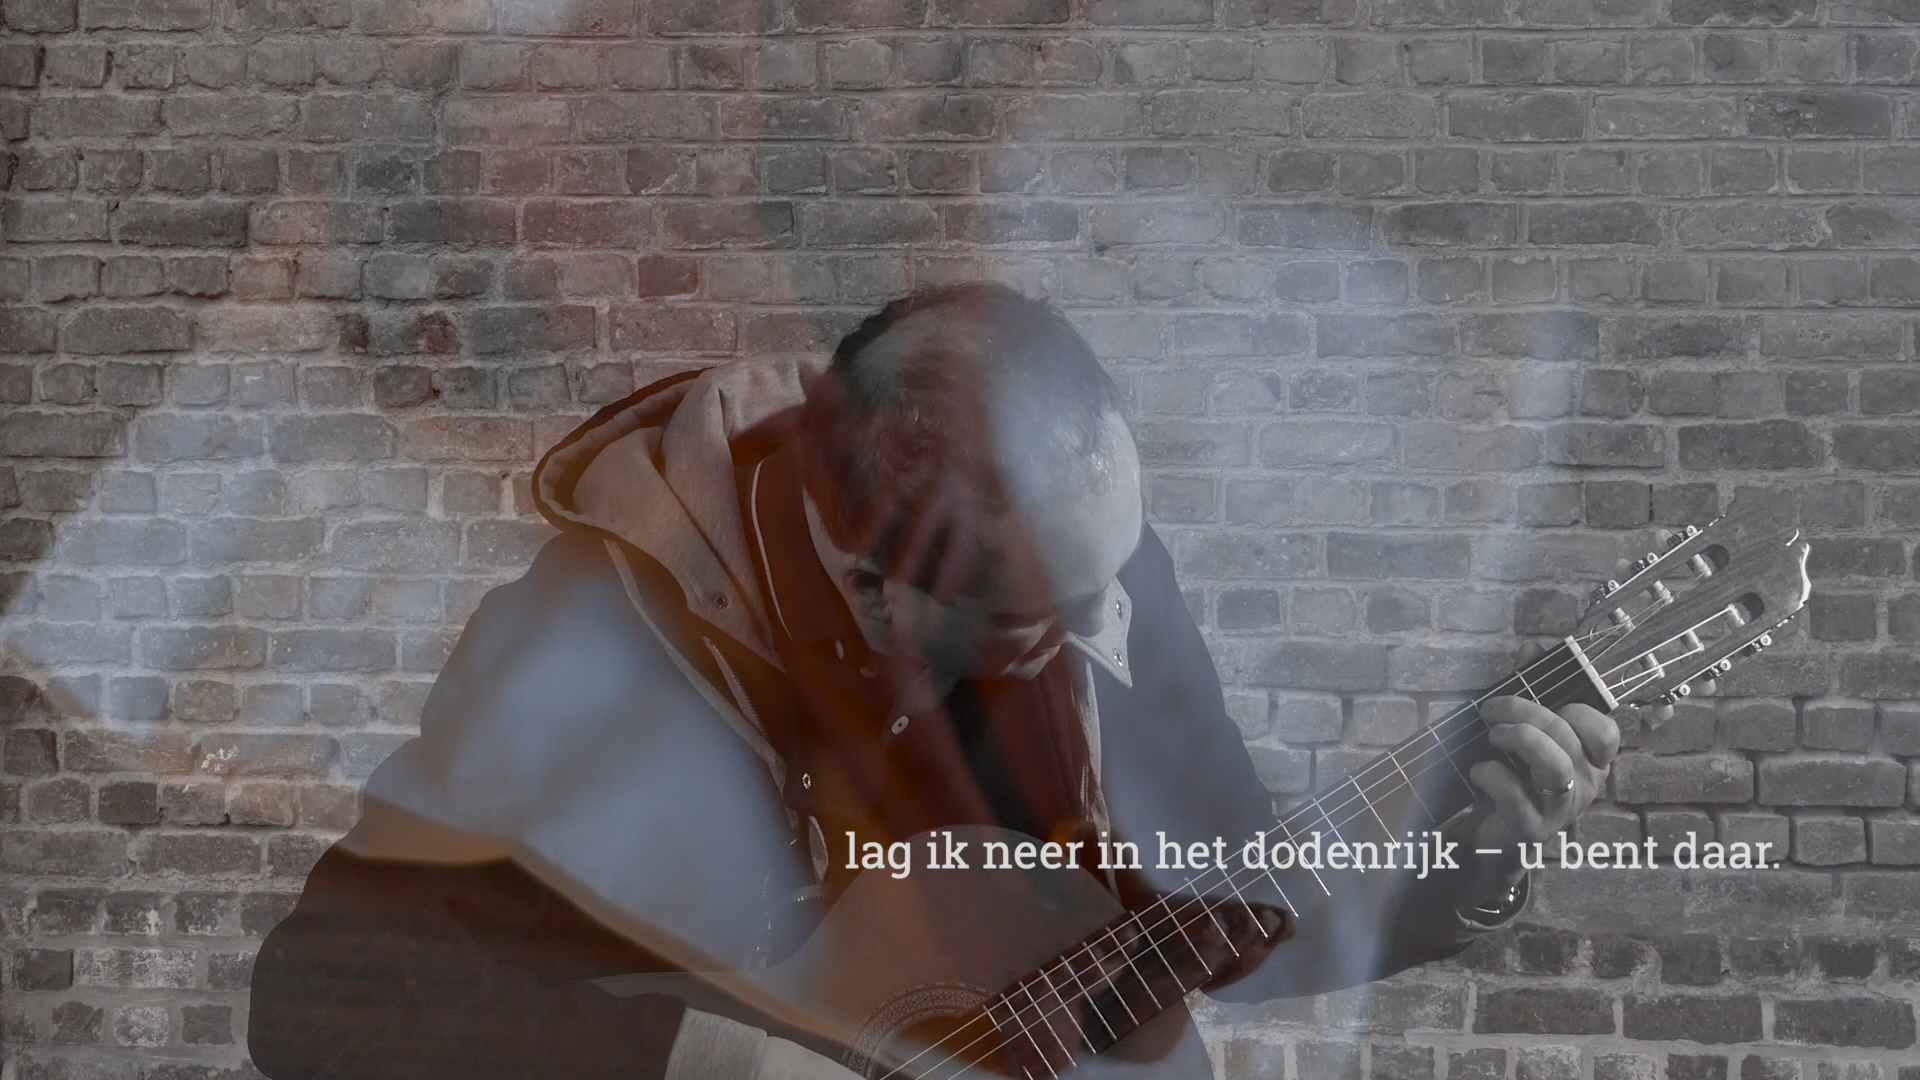 lag ik neer in het dodenrijk – u bent daar.